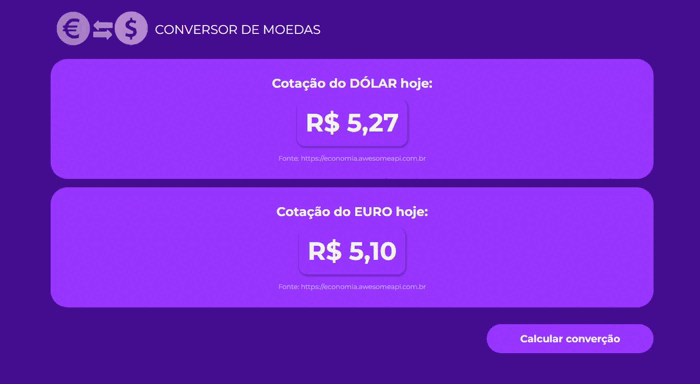 € $ CONVERSOR DE MOEDAS
Cotação do DÓLAR hoje:
R$ 5,27
Fonte: https://economia.awesomeapi.com.br
Cotação do EURO hoje:
R$ 5,10
Fonte: https://economia.awesomeapi.com.br
Calcular converção